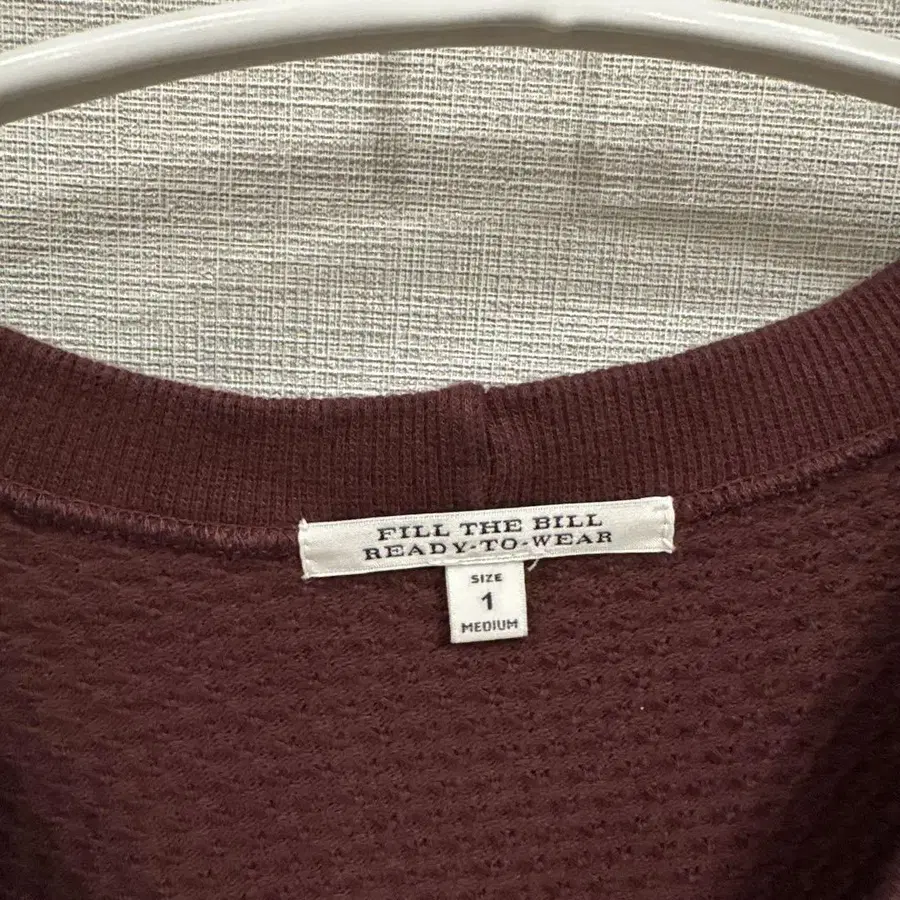 FILL THE BILL
READY-TO-WEAR
SIZE
1
MEDIUM